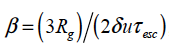 β = (3R_g)/(2δuτ_esc)